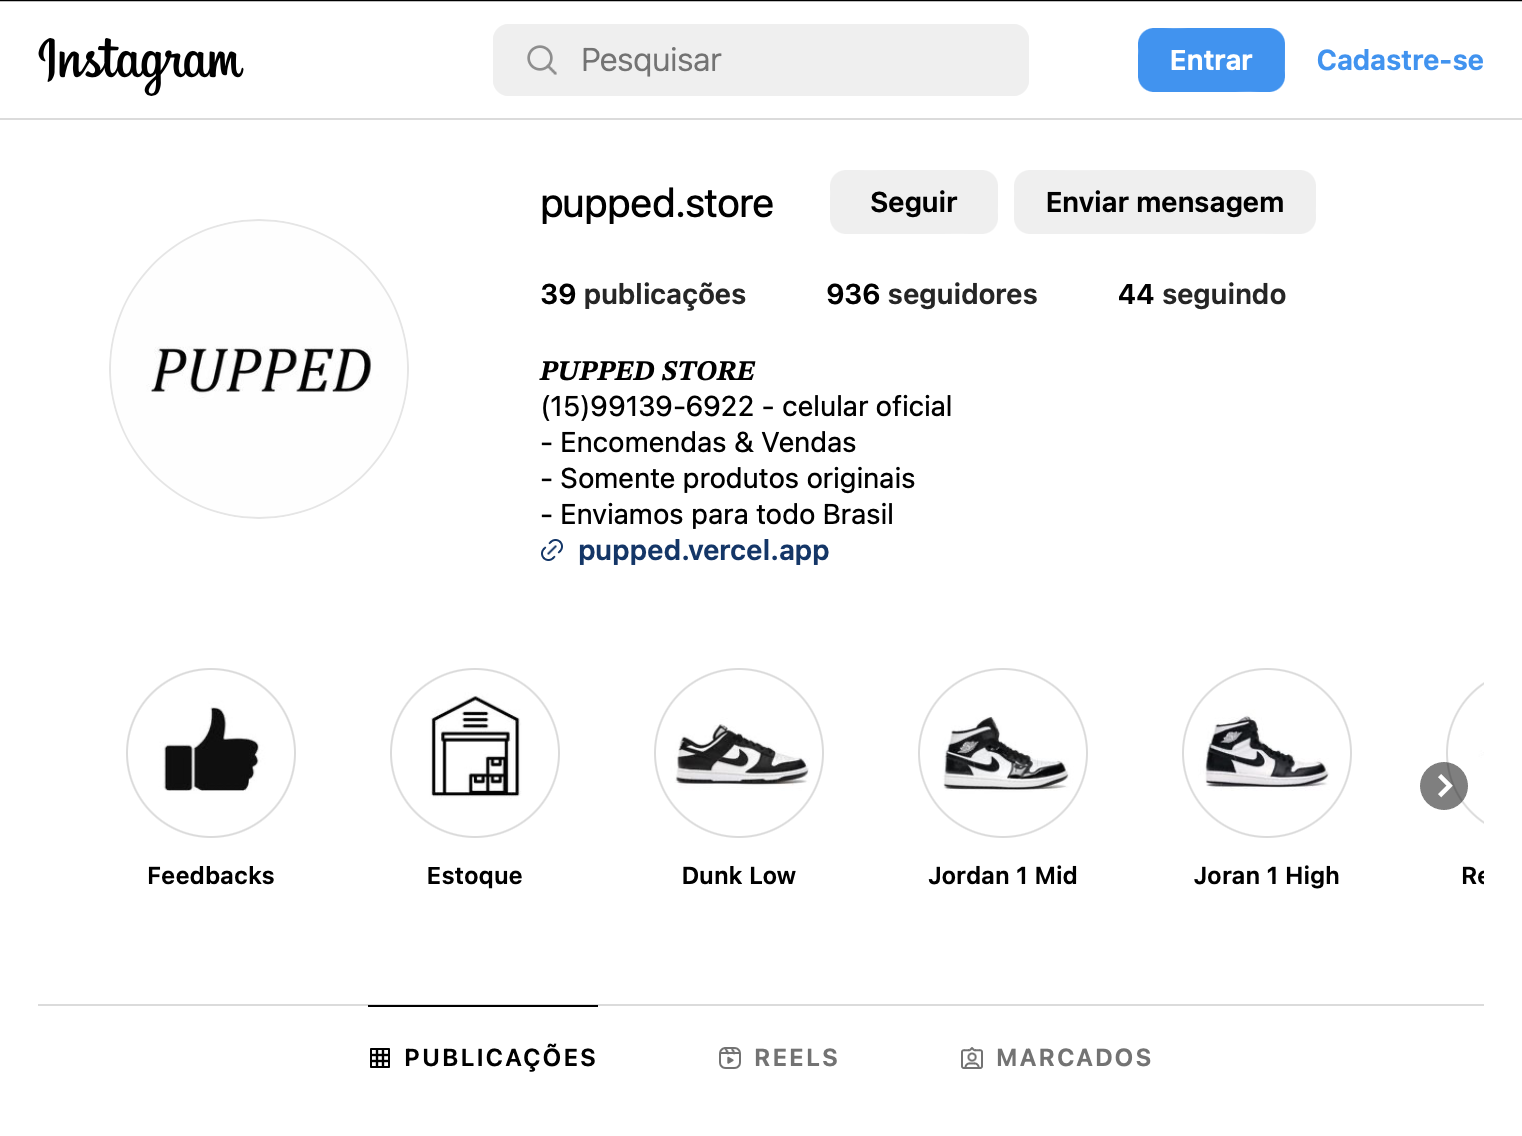 Instagram
Pesquisar
Entrar
Cadastre-se
pupped.store
Seguir
Enviar mensagem
39 publicações
936 seguidores
44 seguindo
PUPPED
PUPPED STORE
(15)99139-6922 - celular oficial
- Encomendas & Vendas
- Somente produtos originais
- Enviamos para todo Brasil
pupped.vercel.app
Feedbacks
Estoque
Dunk Low
Jordan 1 Mid
Joran 1 High
Re
PUBLICAÇÕES
REELS
MARCADOS